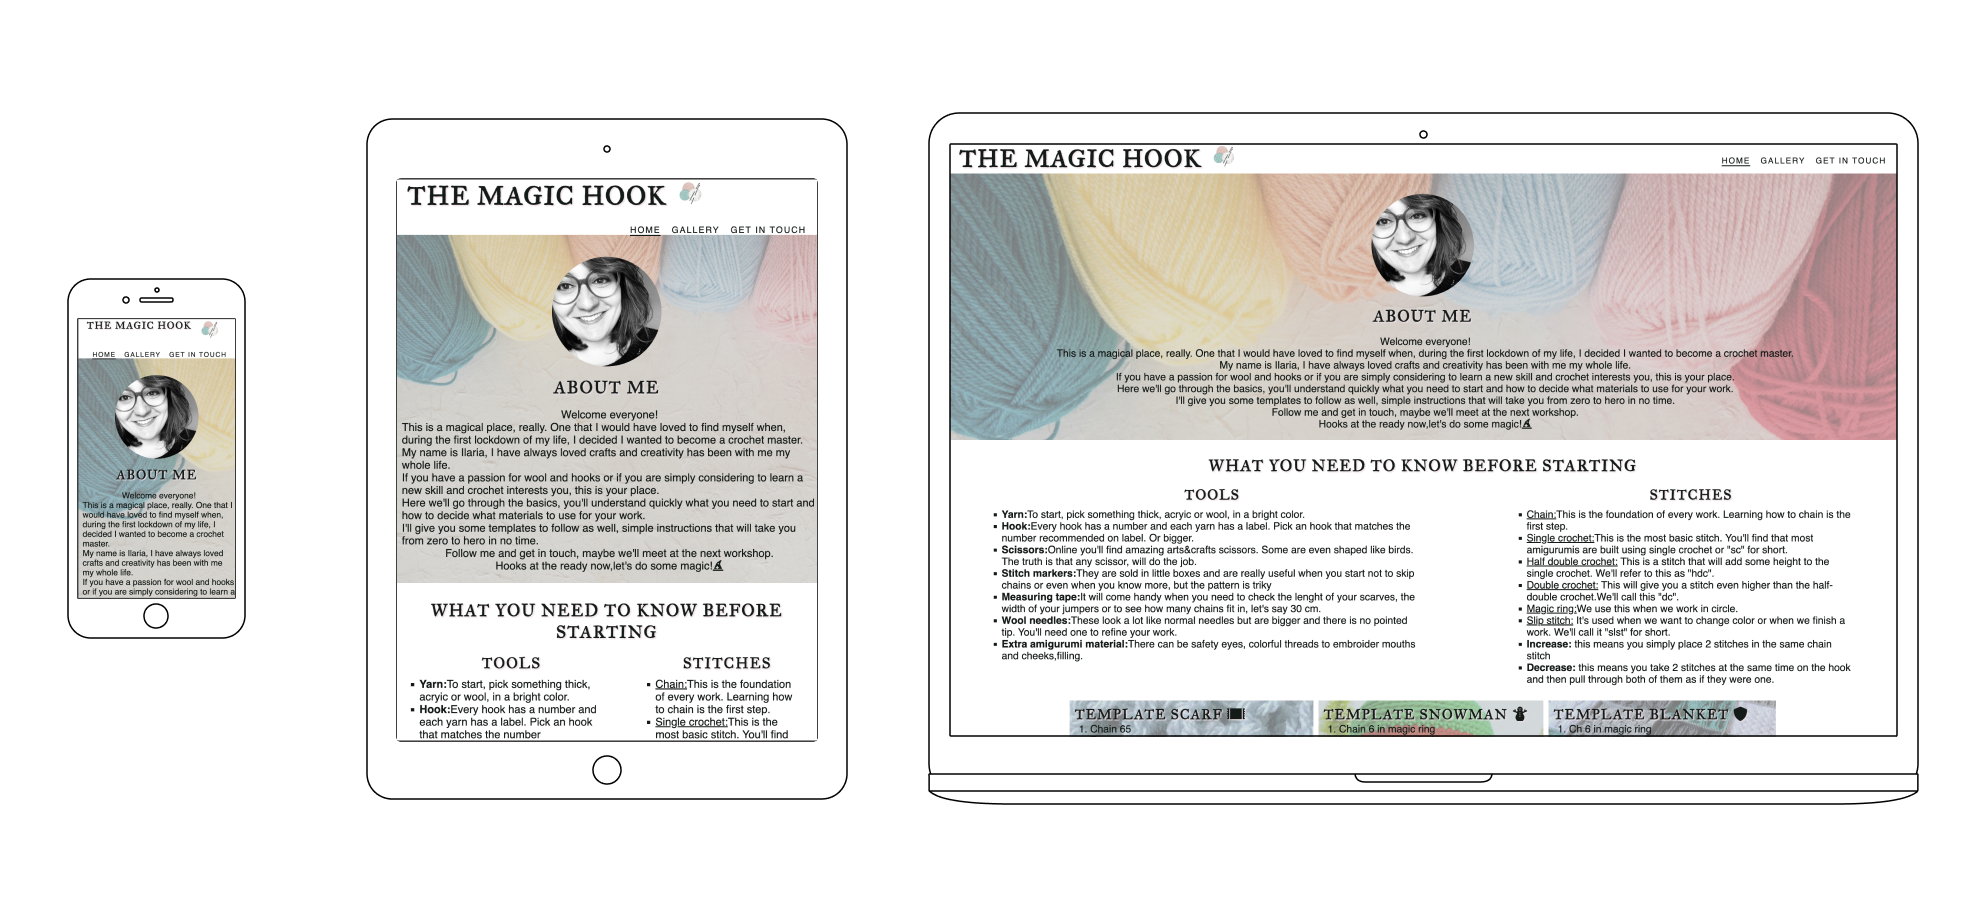 THE MAGIC HOOK
HOME GALLERY GET IN TOUCH
ABOUT ME
Welcome everyone!
This is a magical place, really. One that I
would have loved to find myself when,
during the first lockdown of my life, I
decided I wanted to become a crochet
master.
My name is Ilaria, I have always loved
crafts and creativity has been with me
my whole life.
If you have a passion for wool and hooks
or if you are simply considering to learn a
THE MAGIC HOOK
HOME GALLERY GET IN TOUCH
ABOUT ME
Welcome everyone!
This is a magical place, really. One that I would have loved to find myself when,
during the first lockdown of my life, I decided I wanted to become a crochet master.
My name is Ilaria, I have always loved crafts and creativity has been with me my
whole life.
If you have a passion for wool and hooks or if you are simply considering to learn a
new skill and crochet interests you, this is your place.
Here we'll go through the basics, you'll understand quickly what you need to start and
how to decide what materials to use for your work.
I'll give you some templates to follow as well, simple instructions that will take you
from zero to hero in no time.
Follow me and get in touch, maybe we'll meet at the next workshop.
Hooks at the ready now,let's do some magic!
WHAT YOU NEED TO KNOW BEFORE
STARTING
TOOLS
Yarn:To start, pick something thick,
acryic or wool, in a bright color.
Hook:Every hook has a number and
each yarn has a label. Pick an hook
that matches the number
STITCHES
Chain:This is the foundation
of every work. Learning how
to chain is the first step.
Single crochet:This is the
most basic stitch. You'll find
THE MAGIC HOOK
HOME GALLERY GET IN TOUCH
ABOUT ME
Welcome everyone!
This is a magical place, really. One that I would have loved to find myself when, during the first lockdown of my life, I decided I wanted to become a crochet master.
My name is Ilaria, I have always loved crafts and creativity has been with me my whole life.
If you have a passion for wool and hooks or if you are simply considering to learn a new skill and crochet interests you, this is your place.
Here we'll go through the basics, you'll understand quickly what you need to start and how to decide what materials to use for your work.
I'll give you some templates to follow as well, simple instructions that will take you from zero to hero in no time.
Follow me and get in touch, maybe we'll meet at the next workshop.
Hooks at the ready now,let's do some magic!
WHAT YOU NEED TO KNOW BEFORE STARTING
TOOLS
Yarn:To start, pick something thick, acryic or wool, in a bright color.
Hook:Every hook has a number and each yarn has a label. Pick an hook that matches the
number recommended on label. Or bigger.
Scissors:Online you'll find amazing arts&crafts scissors. Some are even shaped like birds.
The truth is that any scissor, will do the job.
Stitch markers:They are sold in little boxes and are really useful when you start not to skip
chains or even when you know more, but the pattern is triky
Measuring tape:It will come handy when you need to check the lenght of your scarves, the
width of your jumpers or to see how many chains fit in, let's say 30 cm.
Wool needles:These look a lot like normal needles but are bigger and there is no pointed
tip. You'll need one to refine your work.
Extra amigurumi material:There can be safety eyes, colorful threads to embroider mouths
and cheeks,filling.
STITCHES
Chain:This is the foundation of every work. Learning how to chain is the
first step.
Single crochet:This is the most basic stitch. You'll find that most
amigurumis are built using single crochet or "sc" for short.
Half double crochet: This is a stitch that will add some height to the
single crochet. We'll refer to this as "hdc".
Double crochet: This will give you a stitch even higher than the half-
double crochet.We'll call this "dc".
Magic ring:We use this when we work in circle.
Slip stitch: It's used when we want to change color or when we finish a
work. We'll call it "slst" for short.
Increase: this means you simply place 2 stitches in the same chain
stitch
Decrease: this means you take 2 stitches at the same time on the hook
and then pull through both of them as if they were one.
TEMPLATE SCARF
1. Chain 65
TEMPLATE SNOWMAN
1. Chain 6 in magic ring
TEMPLATE BLANKET
1. Ch 6 in magic ring